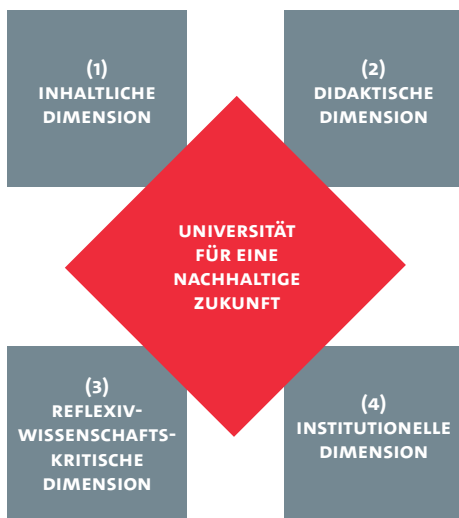 (1)
INHALTLICHE
DIMENSION
(2)
DIDAKTISCHE
DIMENSION
UNIVERSITÄT
FÜR EINE
NACHHALTIGE
ZUKUNFT
(3)
REFLEXIV-
WISSENSCHAFTS-
KRITISCHE
DIMENSION
(4)
INSTITUTIONELLE
DIMENSION